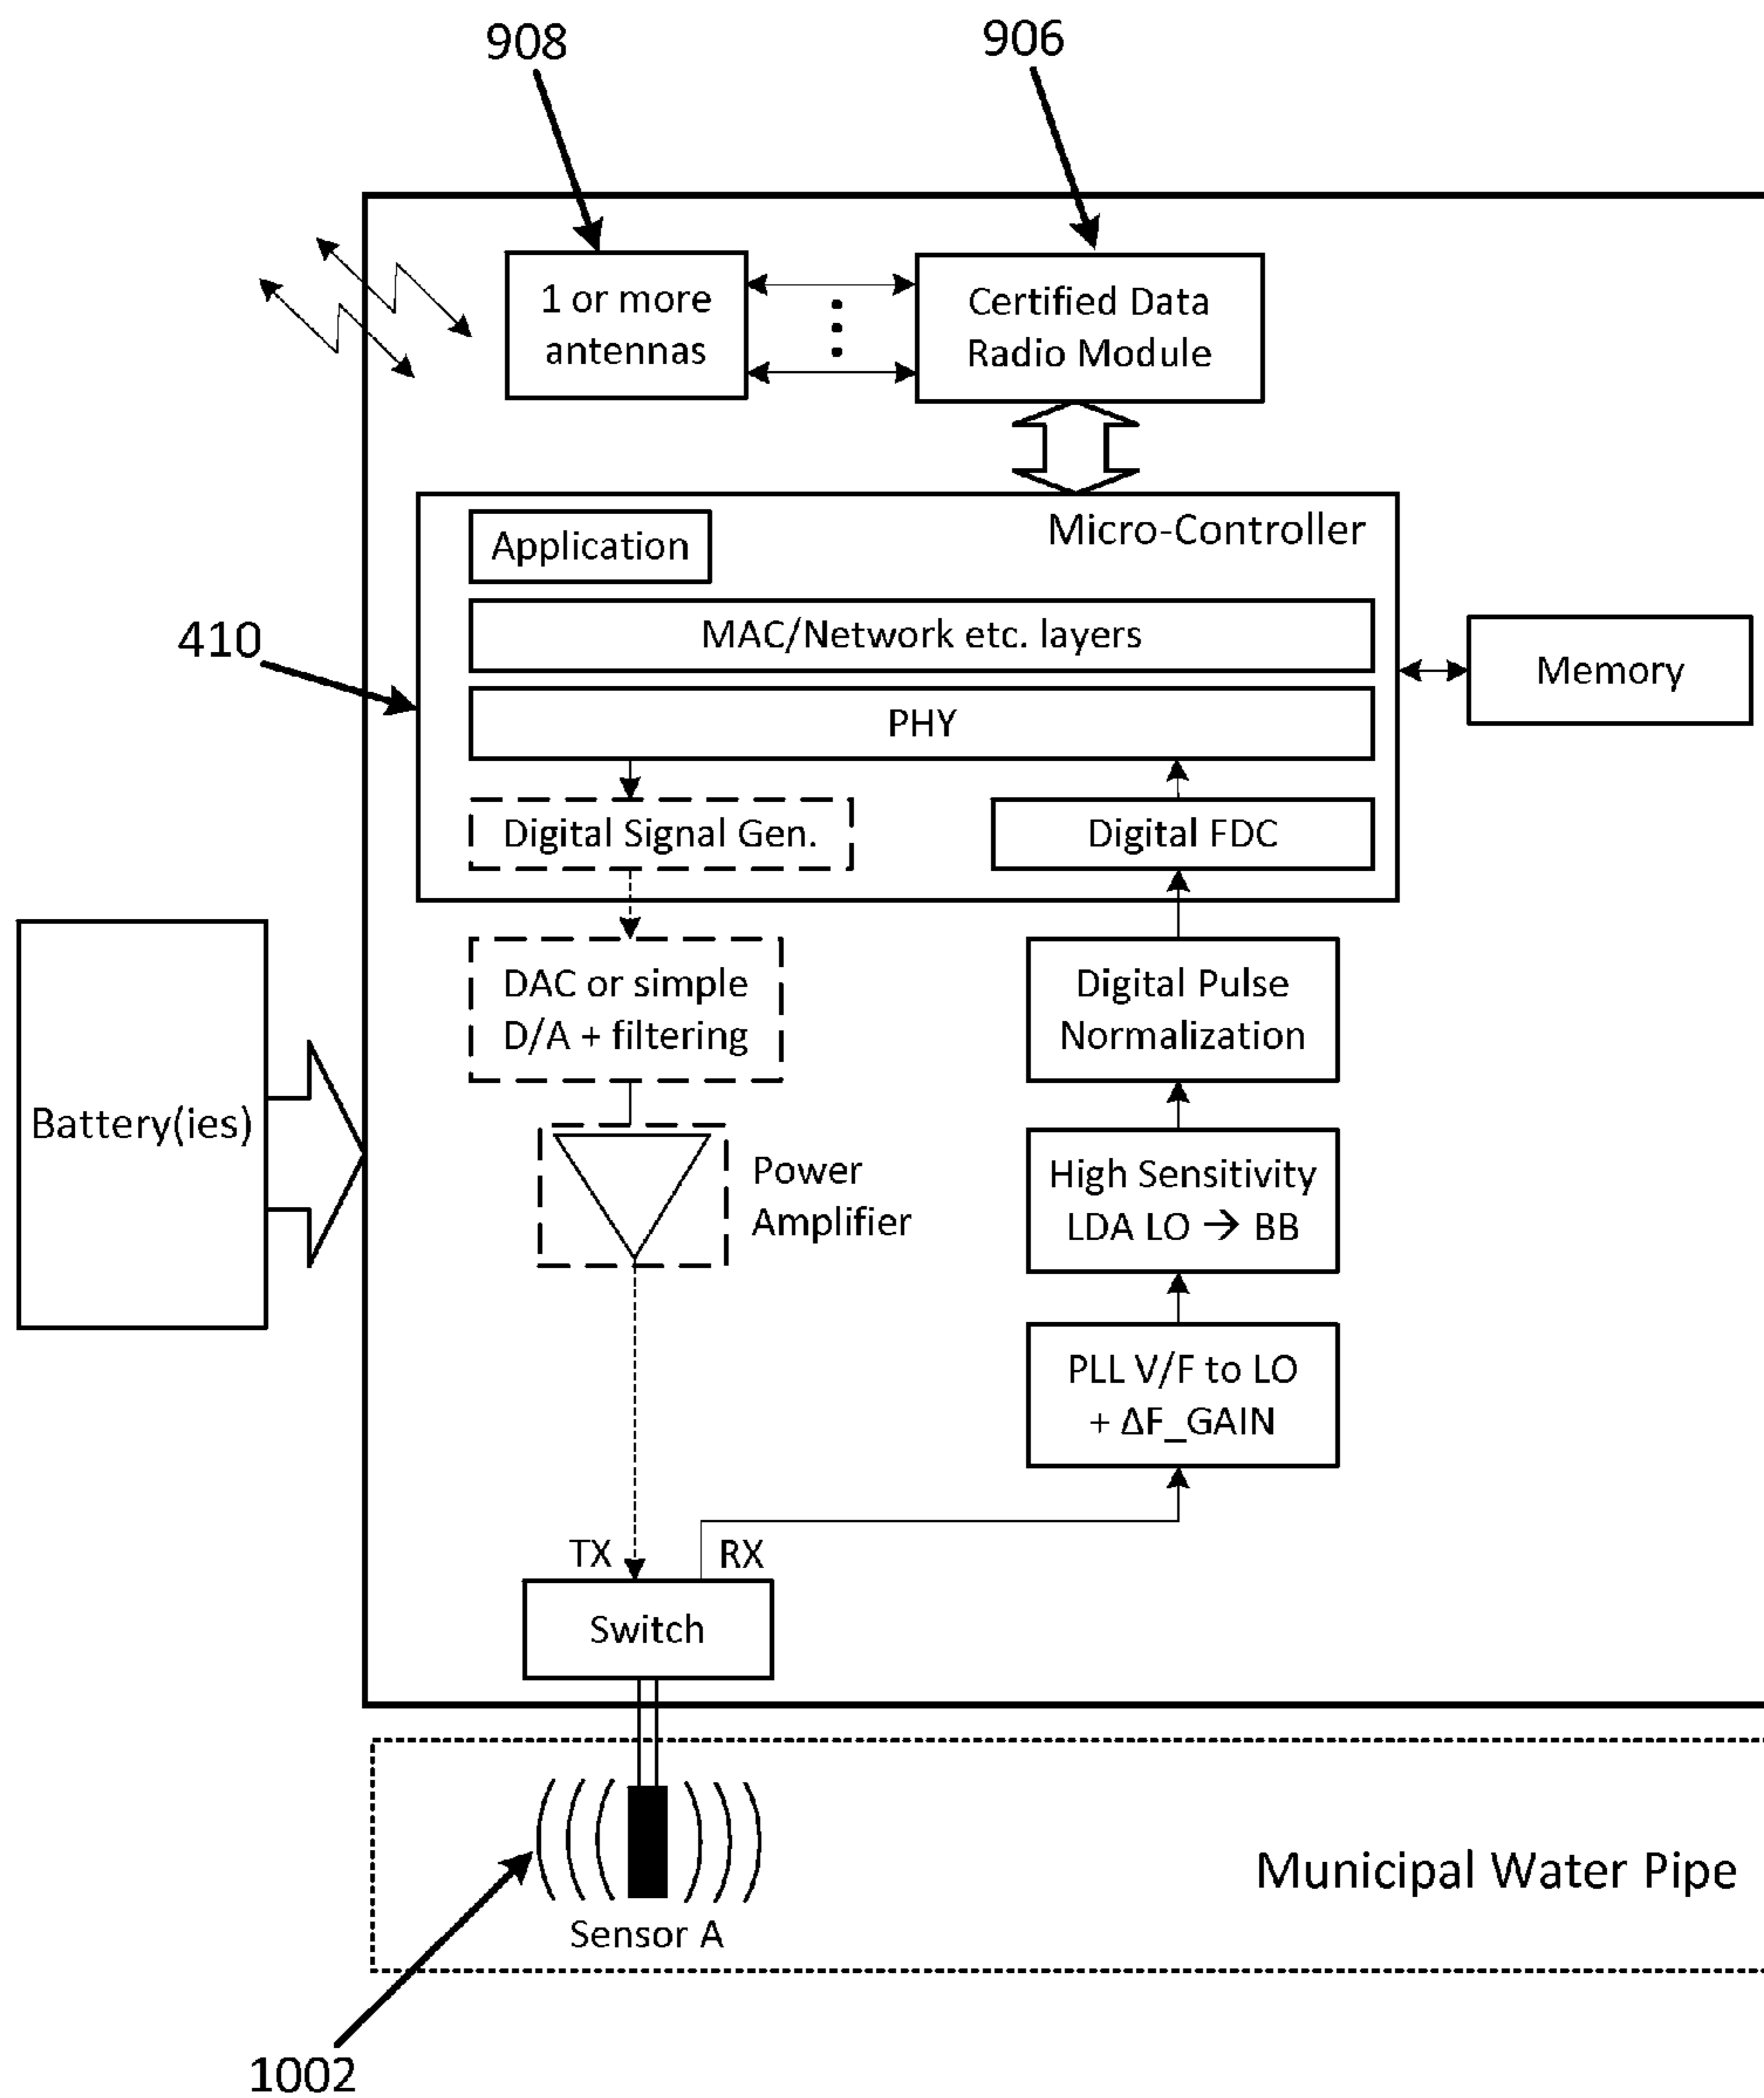 908
906
1 or more
antennas
Certified Data
Radio Module
Micro-Controller
Application
MAC/Network etc. layers
410
Memory
PHY
Digital Signal Gen.
Digital FDC
DAC or simple
D/A + filtering
Digital Pulse
Normalization
Battery(ies)
Power
Amplifier
High Sensitivity
LDA LO → BB
PLL V/F to LO
+ ΔF_GAIN
TX
RX
Switch
Municipal Water Pipe
Sensor A
1002